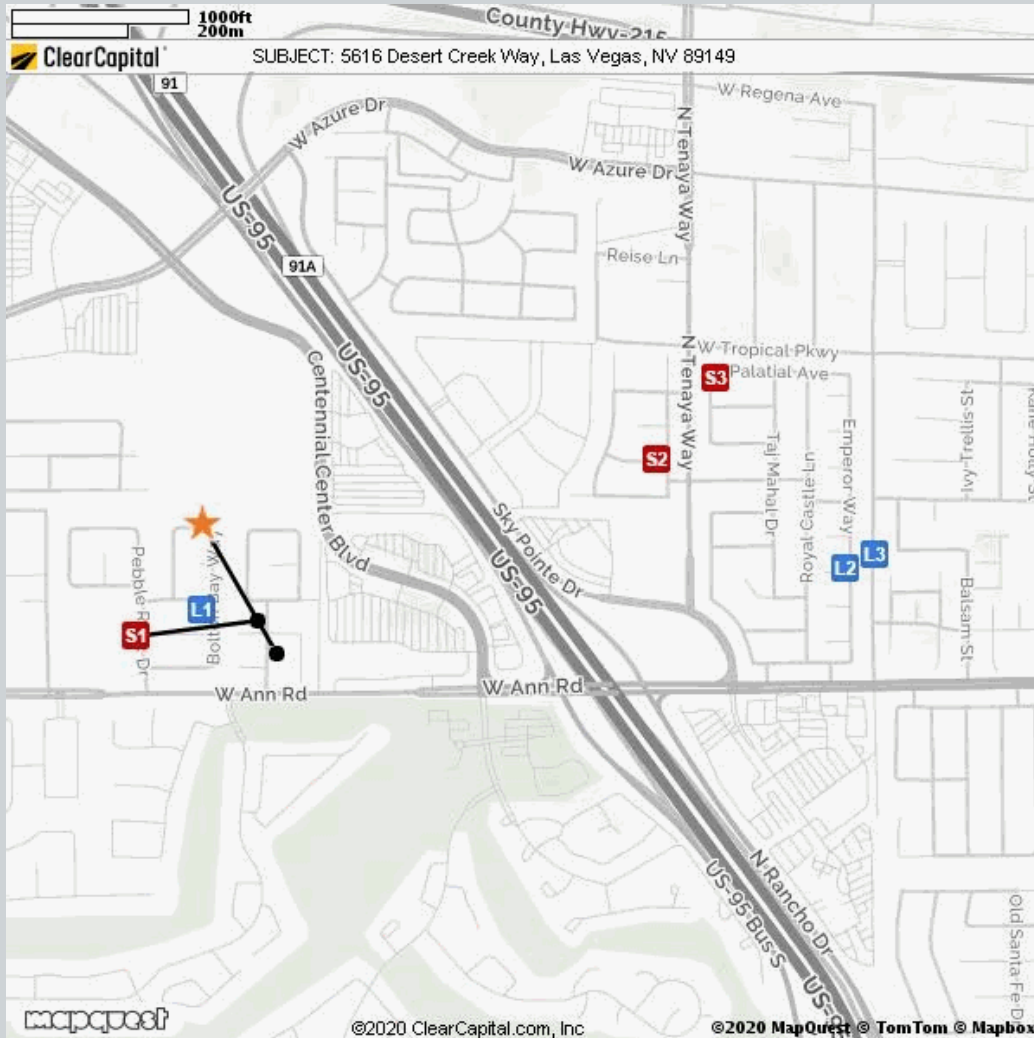 1000ft
200m
County Hwy-215
ClearCapital
SUBJECT: 5616 Desert Creek Way, Las Vegas, NV 89149
91
W Regena Ave
W Azure Dr
W Azure Dr
N Tenaya Way
US-95
Reise Ln
91A
N Tenaya Way
W Tropical Pkwy
Palatial Ave
US-95
S3
Centennial Center Blvd
Emperor Way
Ivy Trellis St
S2
Taj Mahal Dr
Royal Castle Ln
Sky Pointe Dr
US-95
L3
L2
Pebble
Dr
L1
Balsam St
S1
W Ann Rd
W Ann Rd
N Rancho Dr
US-95 Bus S
Old Santa Fe D
US-9
mapquest
©2020 ClearCapital.com, Inc
©2020 MapQuest © TomTom © Mapbox